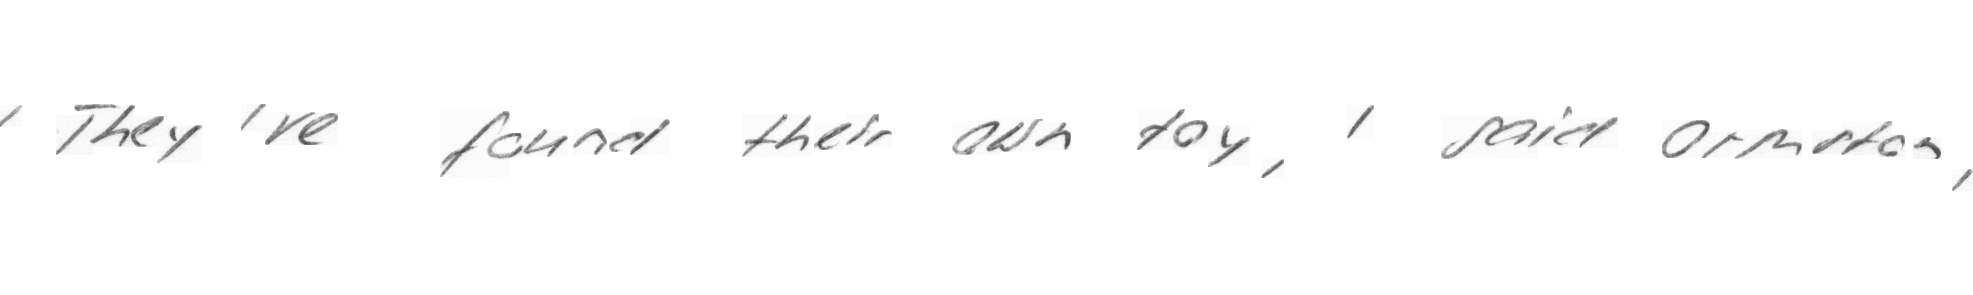 ' They 've found their own toy, ' said Ormston,